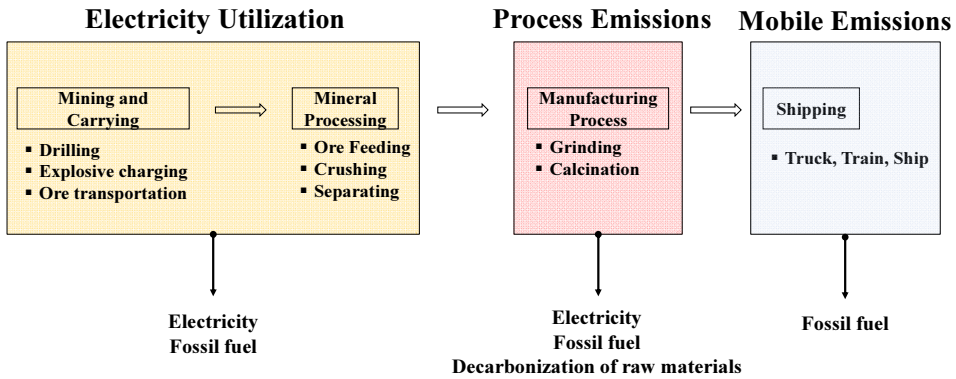 Electricity Utilization
Process Emissions
Mobile Emissions
Mining and
Carrying
▪ Drilling
▪ Explosive charging
▪ Ore transportation
Mineral
Processing
▪ Ore Feeding
▪ Crushing
▪ Separating
Manufacturing
Process
▪ Grinding
▪ Calcination
Shipping
▪ Truck, Train, Ship
Electricity
Fossil fuel
Electricity
Fossil fuel
Decarbonization of raw materials
Fossil fuel